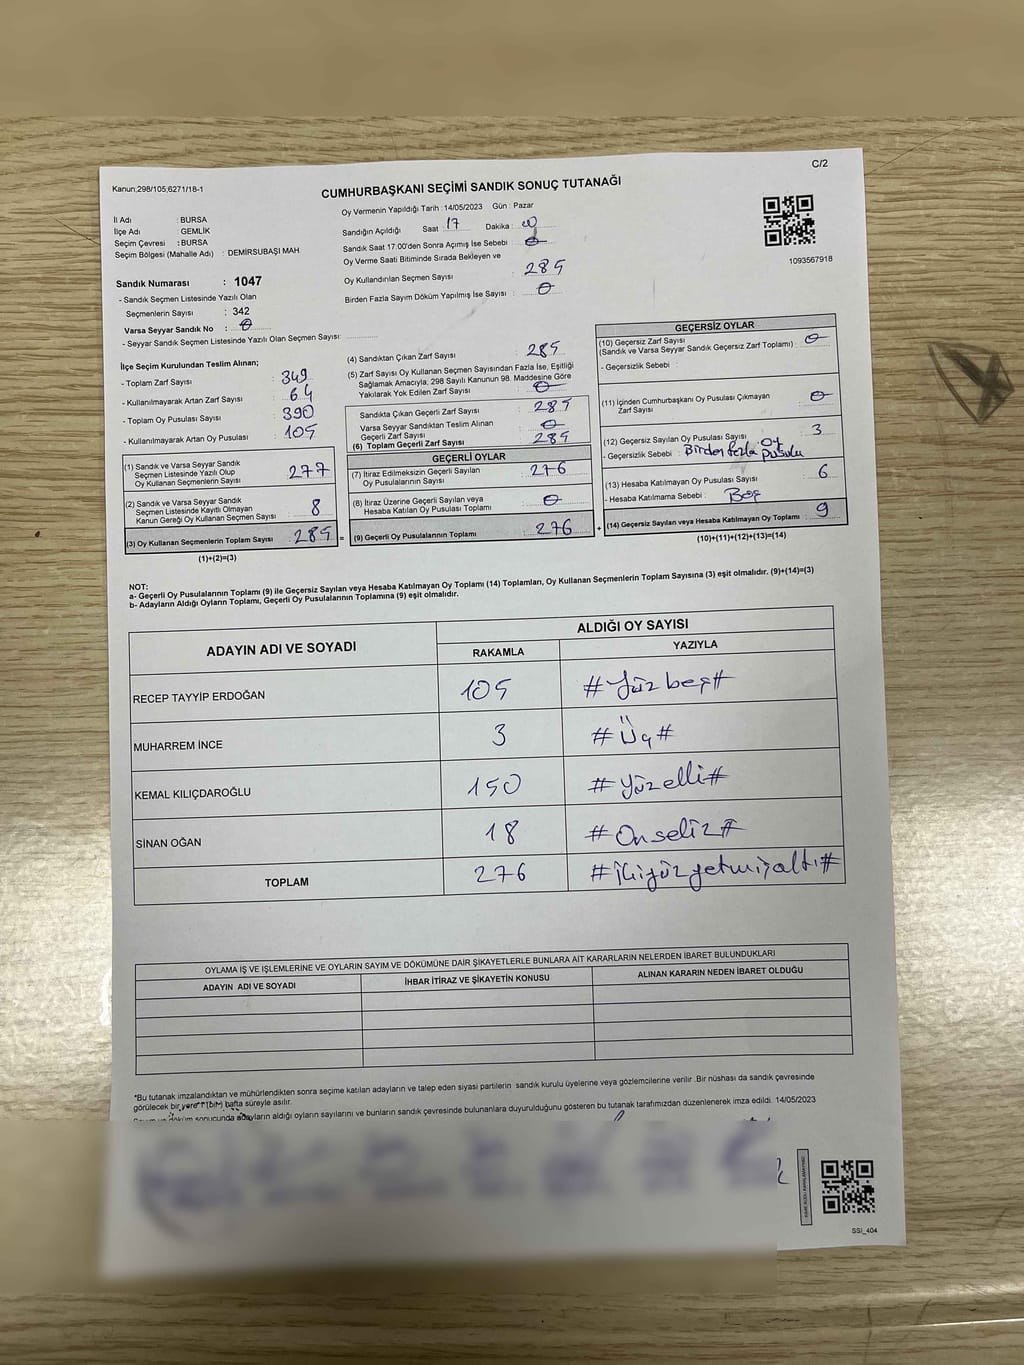 C/2
Kanun;298/105;6271/18-1
CUMHURBAŞKANI SEÇİMİ SANDIK SONUÇ TUTANAĞI
İl Adı : BURSA
İlçe Adı : GEMLİK
Seçim Çevresi : BURSA
Seçim Bölgesi (Mahalle Adı) : DEMİRSUBAŞI MAH
Oy Vermenin Yapıldığı Tarih : 14/05/2023 Gün : Pazar
Sandığın Açıldığı Saat : 17 Dakika : 00
Sandık Saat 17:00'den Sonra Açımış İse Sebebi : 0
Oy Verme Saati Bitiminde Sırada Bekleyen ve
Oy Kullandırılan Seçmen Sayısı : 285
Birden Fazla Sayım Döküm Yapılmış İse Sayısı : 0
1093567918
Sandık Numarası : 1047
- Sandık Seçmen Listesinde Yazılı Olan
Seçmenlerin Sayısı : 342
Varsa Seyyar Sandık No : 0
- Seyyar Sandık Seçmen Listesinde Yazılı Olan Seçmen Sayısı:
İlçe Seçim Kurulundan Teslim Alınan;
- Toplam Zarf Sayısı : 349
- Kullanılmayarak Artan Zarf Sayısı : 64
- Toplam Oy Pusulası Sayısı : 390
- Kullanılmayarak Artan Oy Pusulası : 105
(1) Sandık ve Varsa Seyyar Sandık
Seçmen Listesinde Yazılı Olup
Oy Kullanan Seçmenlerin Sayısı : 277
(2) Sandık ve Varsa Seyyar Sandık
Seçmen Listesinde Kayıtlı Olmayan
Kanun Gereği Oy Kullanan Seçmen Sayısı : 8
(3) Oy Kullanan Seçmenlerin Toplam Sayısı : 285 =
(1)+(2)=(3)
(4) Sandıktan Çıkan Zarf Sayısı : 285
(5) Zarf Sayısı Oy Kullanan Seçmen Sayısından Fazla İse, Eşitliği
Sağlamak Amacıyla; 298 Sayılı Kanunun 98. Maddesine Göre
Yakılarak Yok Edilen Zarf Sayısı : 0
Sandıkta Çıkan Geçerli Zarf Sayısı : 285
Varsa Seyyar Sandıktan Teslim Alınan
Geçerli Zarf Sayısı : 0
(6) Toplam Geçerli Zarf Sayısı : 285
GEÇERLİ OYLAR
(7) İtiraz Edilmeksizin Geçerli Sayılan
Oy Pusulalarının Sayısı : 276
(8) İtiraz Üzerine Geçerli Sayılan veya
Hesaba Katılan Oy Pusulası Toplamı : 0
(9) Geçerli Oy Pusulalarının Toplamı : 276 +
GEÇERSİZ OYLAR
(10) Geçersiz Zarf Sayısı : 0
(Sandık ve Varsa Seyyar Sandık Geçersiz Zarf Toplamı)
- Geçersizlik Sebebi :
(11) İçinden Cumhurbaşkanı Oy Pusulası Çıkmayan
Zarf Sayısı : 0
(12) Geçersiz Sayılan Oy Pusulası Sayısı : 3
- Geçersizlik Sebebi : Birden fazla oy pusulu
(13) Hesaba Katılmayan Oy Pusulası Sayısı : 6
- Hesaba Katılmama Sebebi : Boş
(14) Geçersiz Sayılan veya Hesaba Katılmayan Oy Toplamı : 9
(10)+(11)+(12)+(13)=(14)
NOT:
a- Geçerli Oy Pusulalarının Toplamı (9) ile Geçersiz Sayılan veya Hesaba Katılmayan Oy Toplamı (14) Toplamları, Oy Kullanan Seçmenlerin Toplam Sayısına (3) eşit olmalıdır. (9)+(14)=(3)
b- Adayların Aldığı Oyların Toplamı, Geçerli Oy Pusulalarının Toplamına (9) eşit olmalıdır.
ADAYIN ADI VE SOYADI
ALDIĞI OY SAYISI
RAKAMLA YAZIYLA
RECEP TAYYİP ERDOĞAN 105 #Yüz beş#
MUHARREM İNCE 3 #Üç#
KEMAL KILIÇDAROĞLU 150 #Yüzelli#
SİNAN OĞAN 18 #Onsekiz#
TOPLAM 276 #İkiyüzyetmişaltı#
OYLAMA İŞ VE İŞLEMLERİNE VE OYLARIN SAYIM VE DÖKÜMÜNE DAİR ŞİKAYETLERLE BUNLARA AİT KARARLARIN NELERDEN İBARET BULUNDUKLARI
ADAYIN ADI VE SOYADI İHBAR İTİRAZ VE ŞİKAYETİN KONUSU ALINAN KARARIN NEDEN İBARET OLDUĞU
*Bu tutanak imzalandıktan ve mühürlendikten sonra seçime katılan adayların ve talep eden siyasi partilerin sandık kurulu üyelerine veya gözlemcilerine verilir .Bir nüshası da sandık çevresinde
görülecek bir yere 1 (bir) hafta süreyle asılır.
döküm sonucunda adayların aldığı oyların sayılarını ve bunların sandık çevresinde bulunanlara duyurulduğunu gösteren bu tutanak tarafımızdan düzenlenerek imza edildi. 14/05/2023
SSI_404